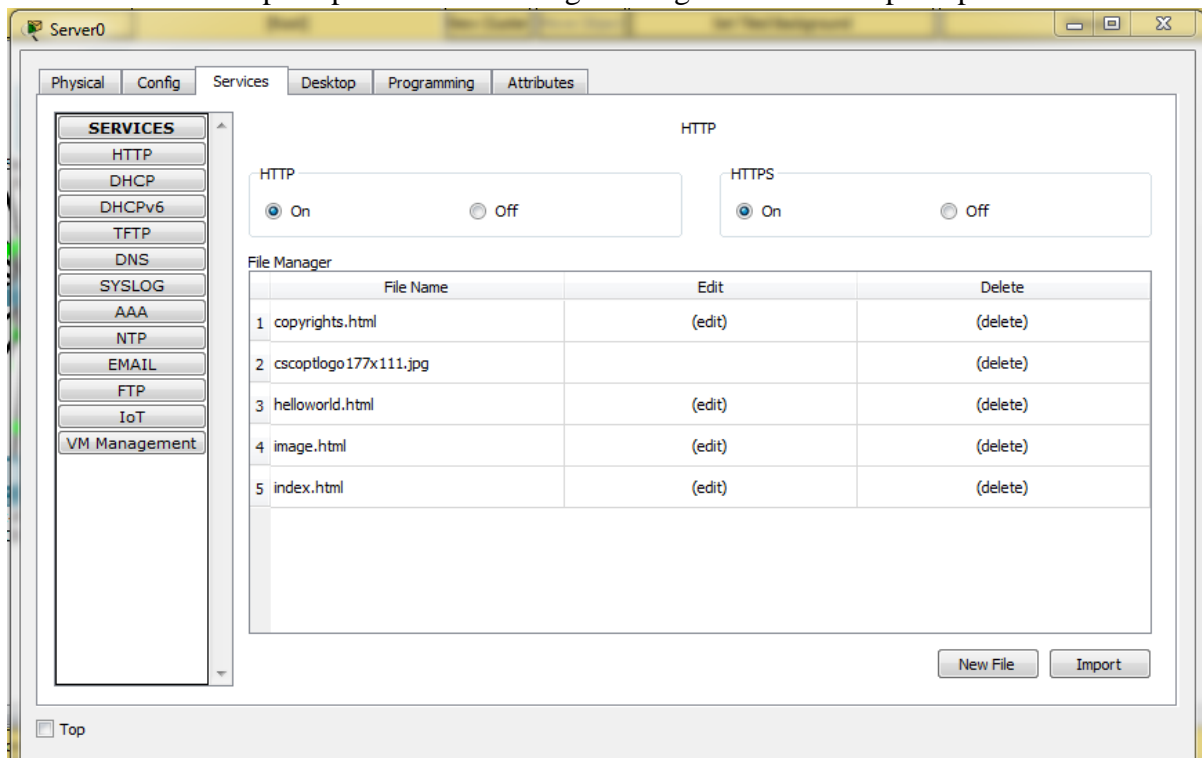 Server0
Physical Config Services Desktop Programming Attributes
SERVICES
HTTP
DHCP
DHCPv6
TFTP
DNS
SYSLOG
AAA
NTP
EMAIL
FTP
IoT
VM Management
HTTP
HTTP
On Off
HTTPS
On Off
File Manager
File Name Edit Delete
1 copyrights.html (edit) (delete)
2 cscoptlogo177x111.jpg (delete)
3 helloworld.html (edit) (delete)
4 image.html (edit) (delete)
5 index.html (edit) (delete)
New File Import
Top